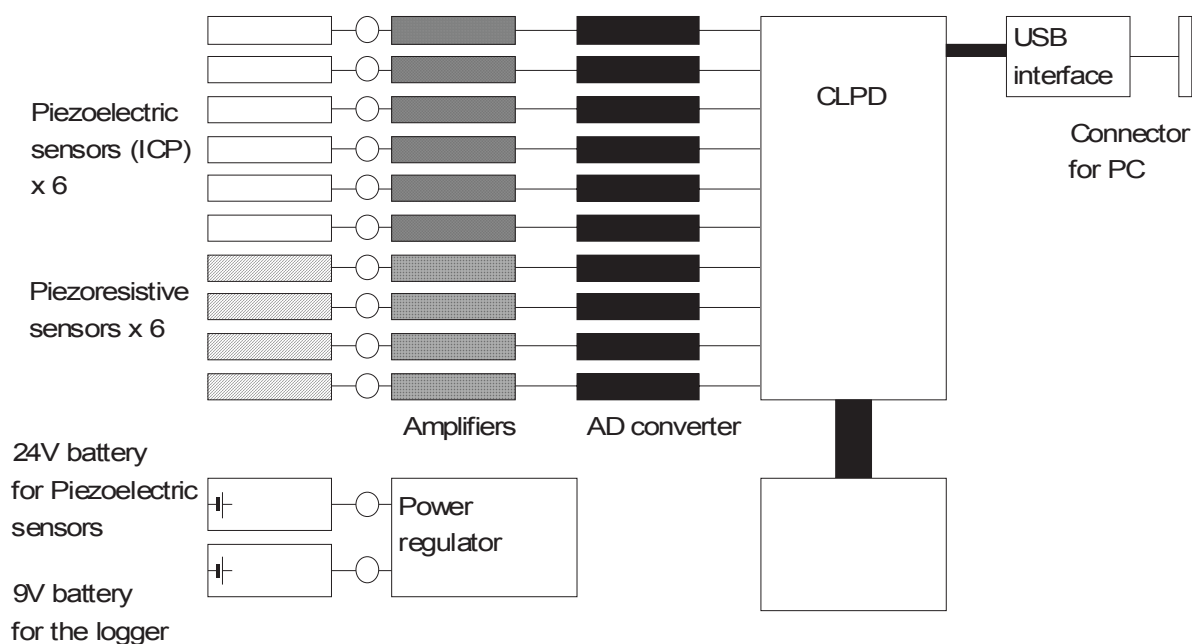 USB
interface
CLPD
Connector
for PC
Piezoelectric
sensors (ICP)
x 6
Piezoresistive
sensors x 6
Amplifiers
AD converter
24V battery
for Piezoelectric
sensors
Power
regulator
9V battery
for the logger